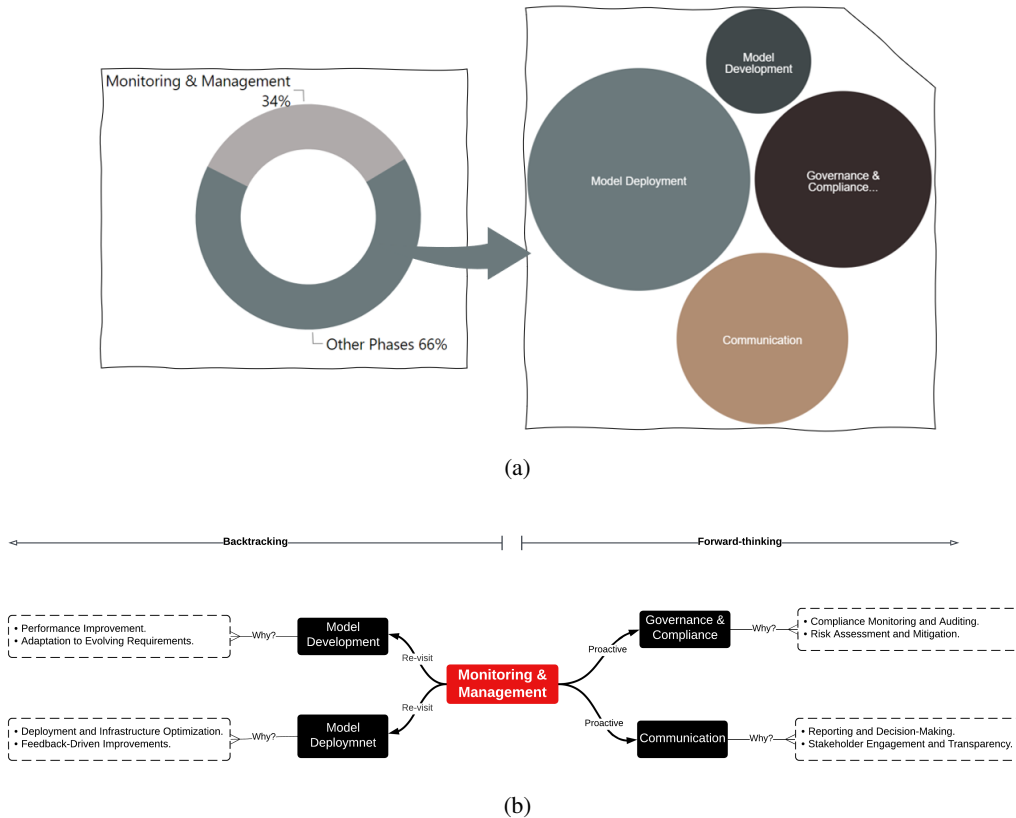 Monitoring & Management
34%
Other Phases 66%
Model
Development
Model Deployment
Governance &
Compliance...
Communication
(a)
Backtracking
Forward-thinking
• Performance Improvement.
• Adaptation to Evolving Requirements.
Why?
Model
Development
Re-visit
• Deployment and Infrastructure Optimization.
• Feedback-Driven Improvements.
Why?
Model
Deploymnet
Re-visit
Monitoring &
Management
Proactive
Governance &
Compliance
Why?
• Compliance Monitoring and Auditing.
• Risk Assessment and Mitigation.
Proactive
Communication
Why?
• Reporting and Decision-Making.
• Stakeholder Engagement and Transparency.
(b)